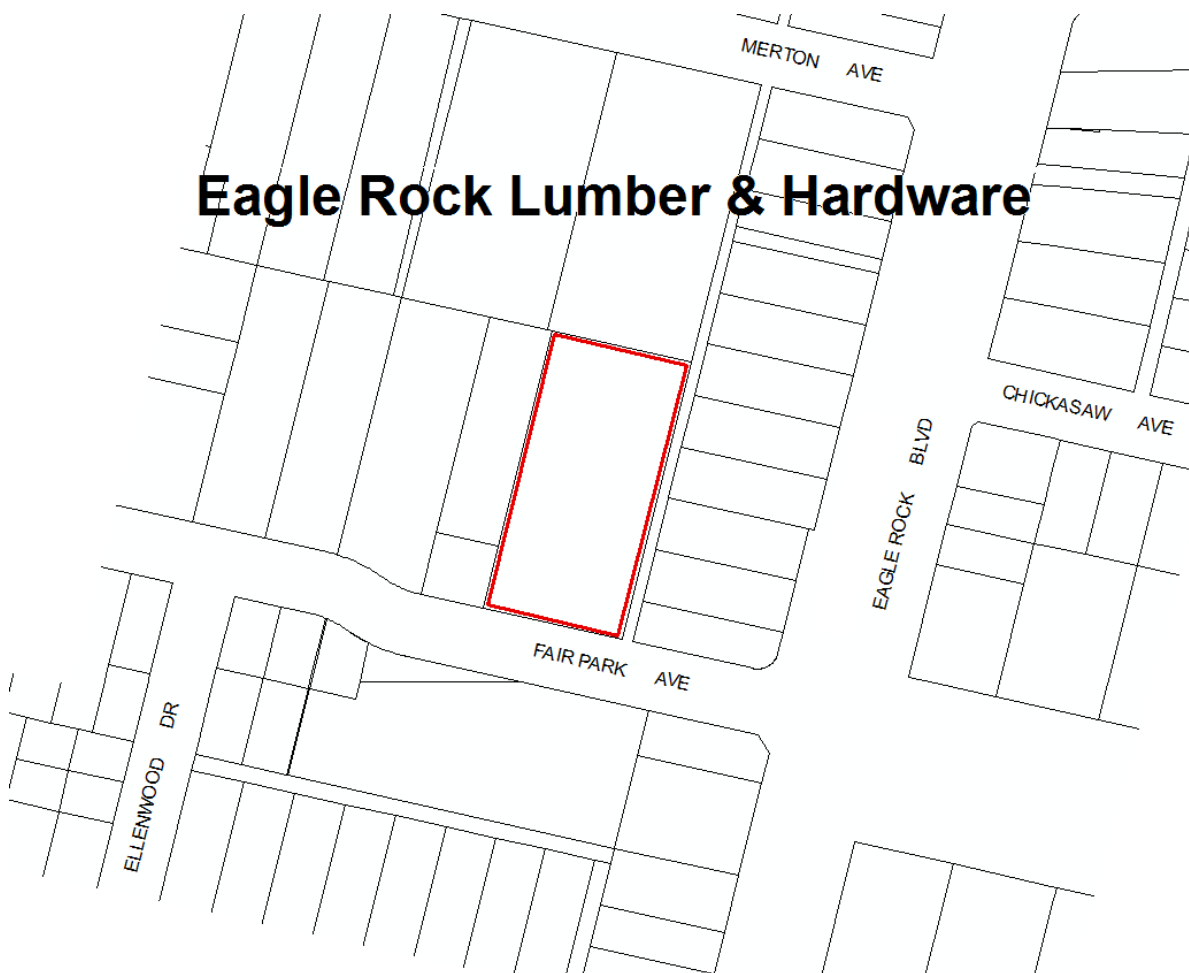 MERTON AVE
Eagle Rock Lumber & Hardware
CHICKASAW AVE
EAGLE ROCK BLVD
FAIR PARK AVE
ELLENWOOD DR